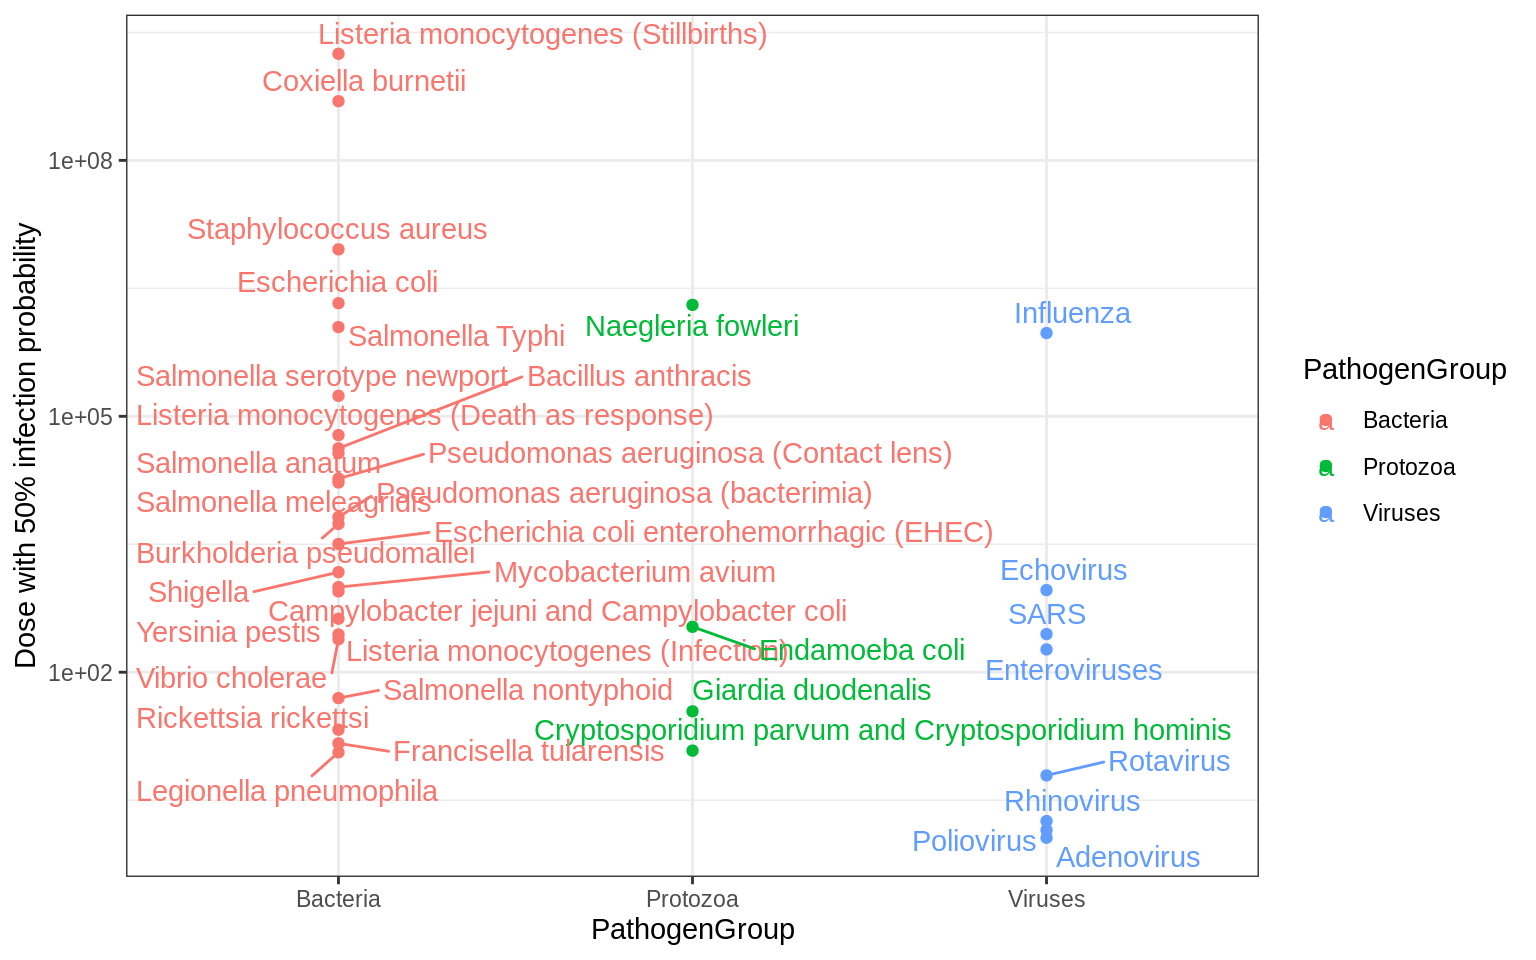 Listeria monocytogenes (Stillbirths)
Coxiella burnetii
1e+08
Staphylococcus aureus
Escherichia coli
Naegleria fowleri
Influenza
Salmonella Typhi
Salmonella serotype newport
Bacillus anthracis
1e+05
Listeria monocytogenes (Death as response)
Salmonella anatum
Pseudomonas aeruginosa (Contact lens)
Salmonella meleagridis
Pseudomonas aeruginosa (bacterimia)
Escherichia coli enterohemorrhagic (EHEC)
Burkholderia pseudomallei
Mycobacterium avium
Echovirus
Shigella
Campylobacter jejuni and Campylobacter coli
SARS
Yersinia pestis
Listeria monocytogenes (Infection)
Endamoeba coli
Enteroviruses
1e+02
Vibrio cholerae
Salmonella nontyphoid
Giardia duodenalis
Rickettsia rickettsi
Cryptosporidium parvum and Cryptosporidium hominis
Francisella tularensis
Rotavirus
Legionella pneumophila
Rhinovirus
Poliovirus
Adenovirus
Dose with 50% infection probability
Bacteria
Protozoa
Viruses
PathogenGroup
PathogenGroup
a Bacteria
a Protozoa
a Viruses